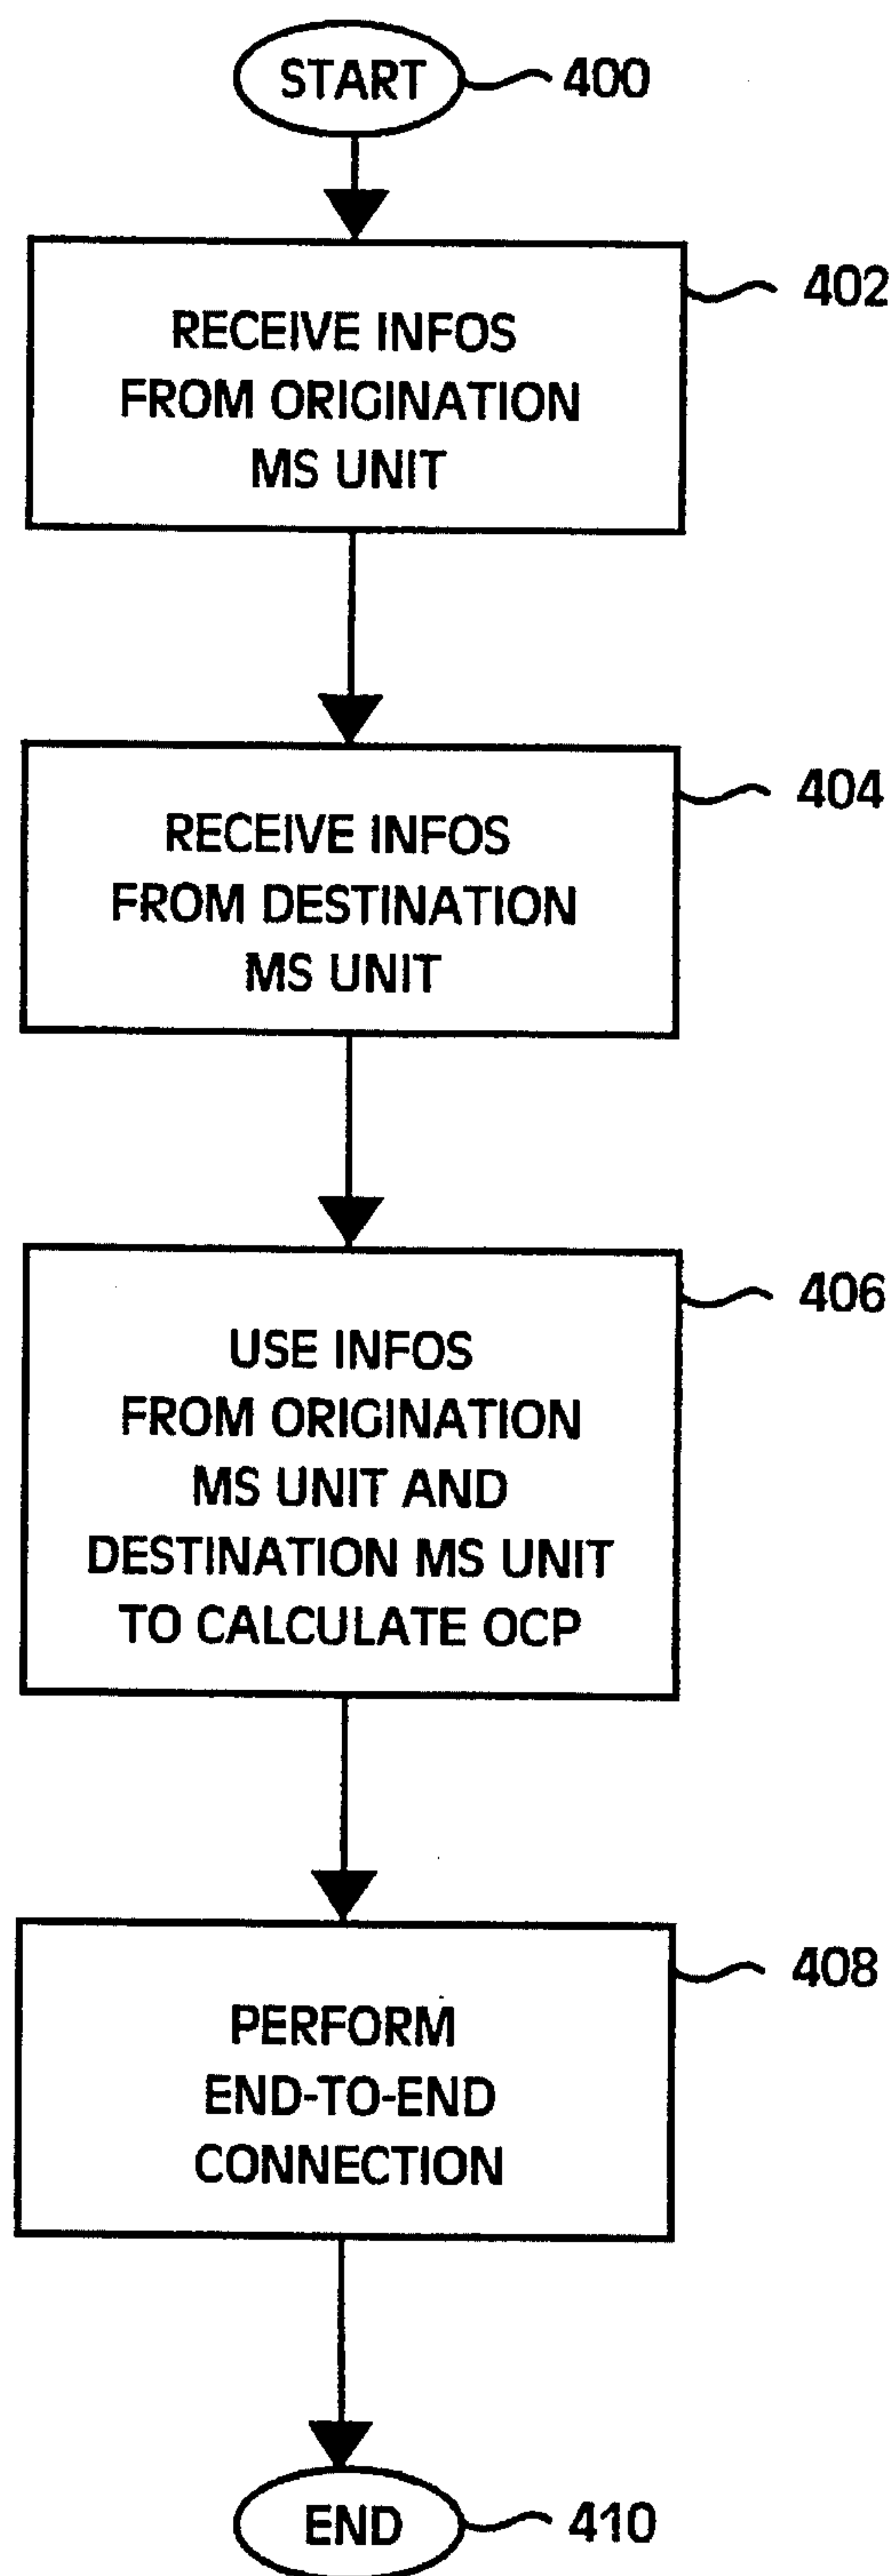 START 400
402
RECEIVE INFOS
FROM ORIGINATION
MS UNIT
404
RECEIVE INFOS
FROM DESTINATION
MS UNIT
406
USE INFOS
FROM ORIGINATION
MS UNIT AND
DESTINATION MS UNIT
TO CALCULATE OCP
408
PERFORM
END-TO-END
CONNECTION
END 410